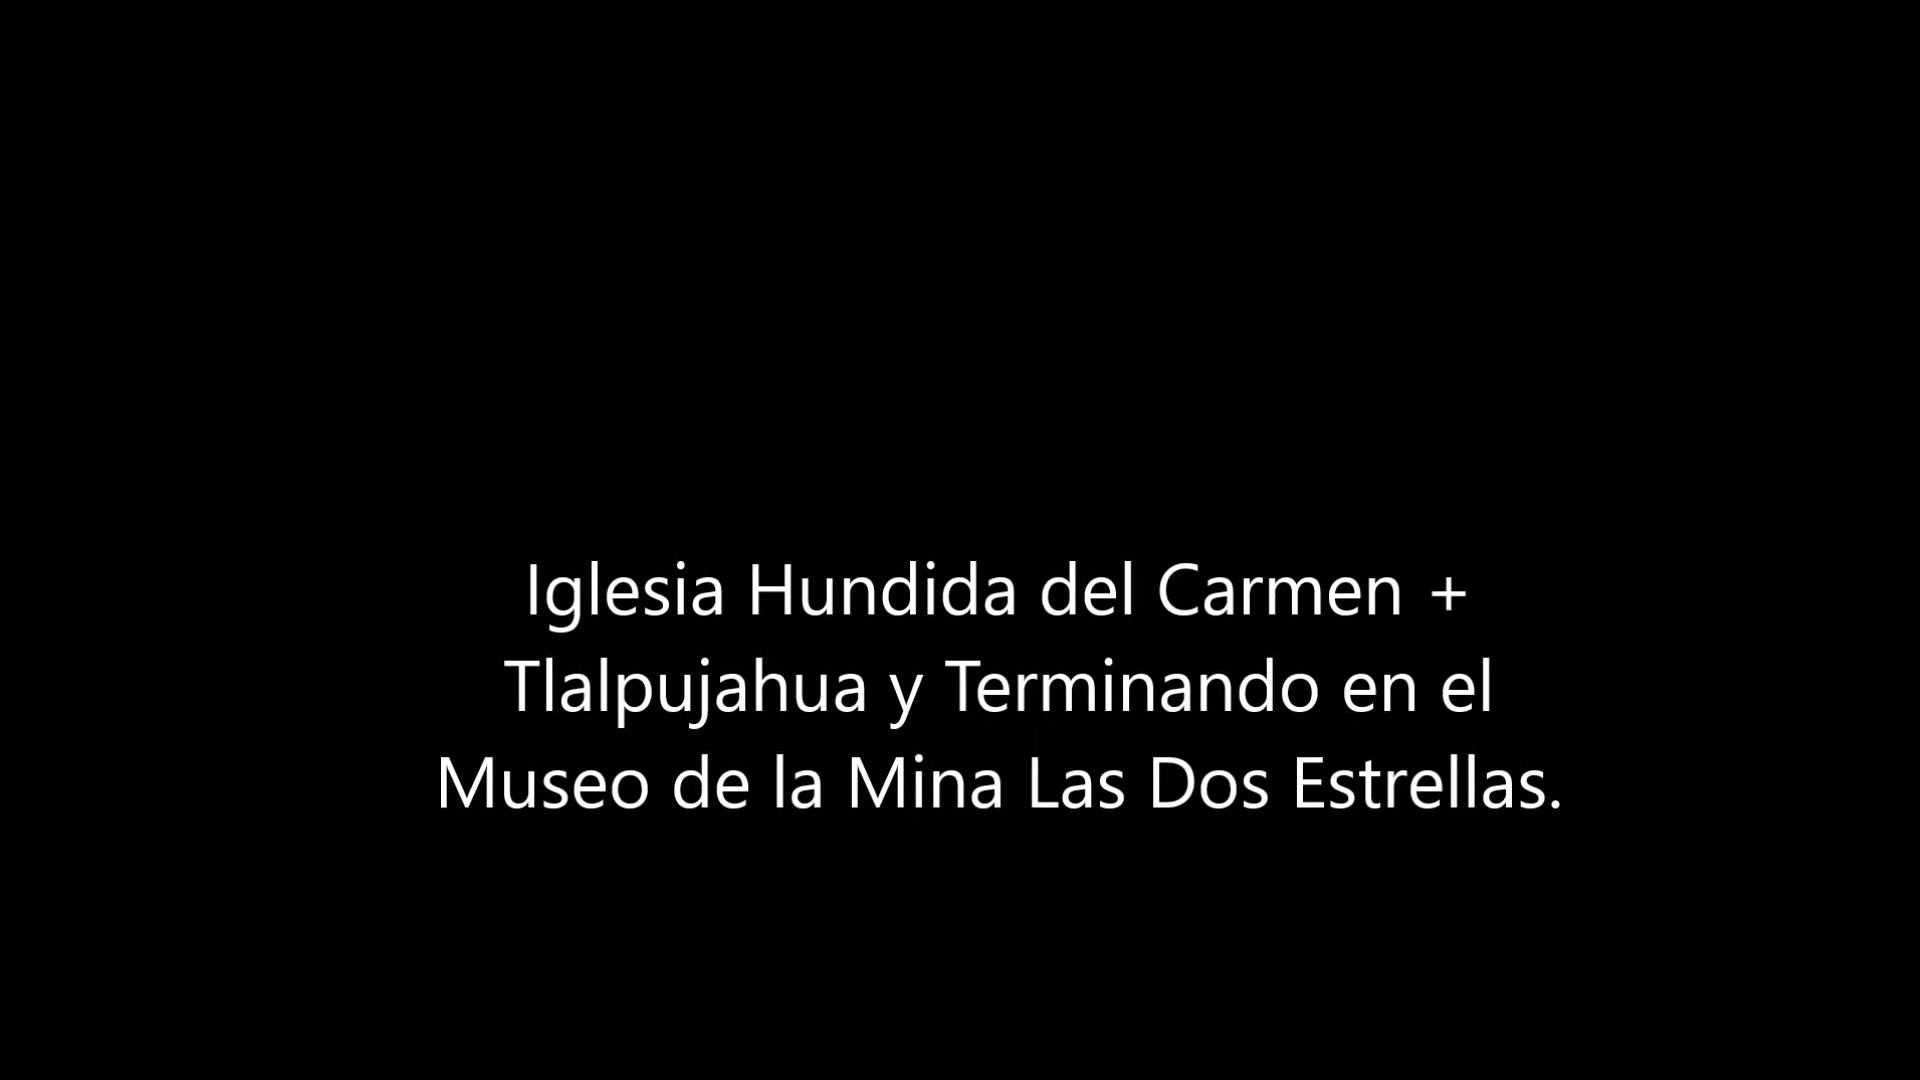 Iglesia Hundida del Carmen +
Tlalpujahua y Terminando en el
Museo de la Mina Las Dos Estrellas.